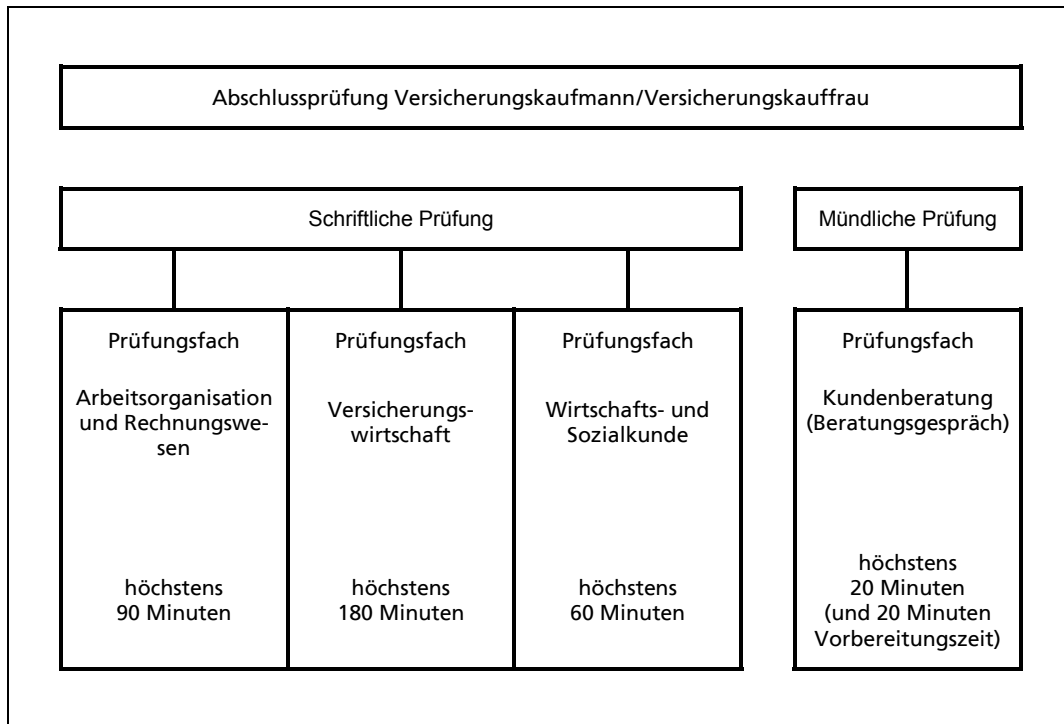 Abschlussprüfung Versicherungskaufmann/Versicherungskauffrau
Schriftliche Prüfung
Mündliche Prüfung
Prüfungsfach
Arbeitsorganisation
und Rechnungswe-
sen
höchstens
90 Minuten
Prüfungsfach
Versicherungs-
wirtschaft
höchstens
180 Minuten
Prüfungsfach
Wirtschafts- und
Sozialkunde
höchstens
60 Minuten
Prüfungsfach
Kundenberatung
(Beratungsgespräch)
höchstens
20 Minuten
(und 20 Minuten
Vorbereitungszeit)